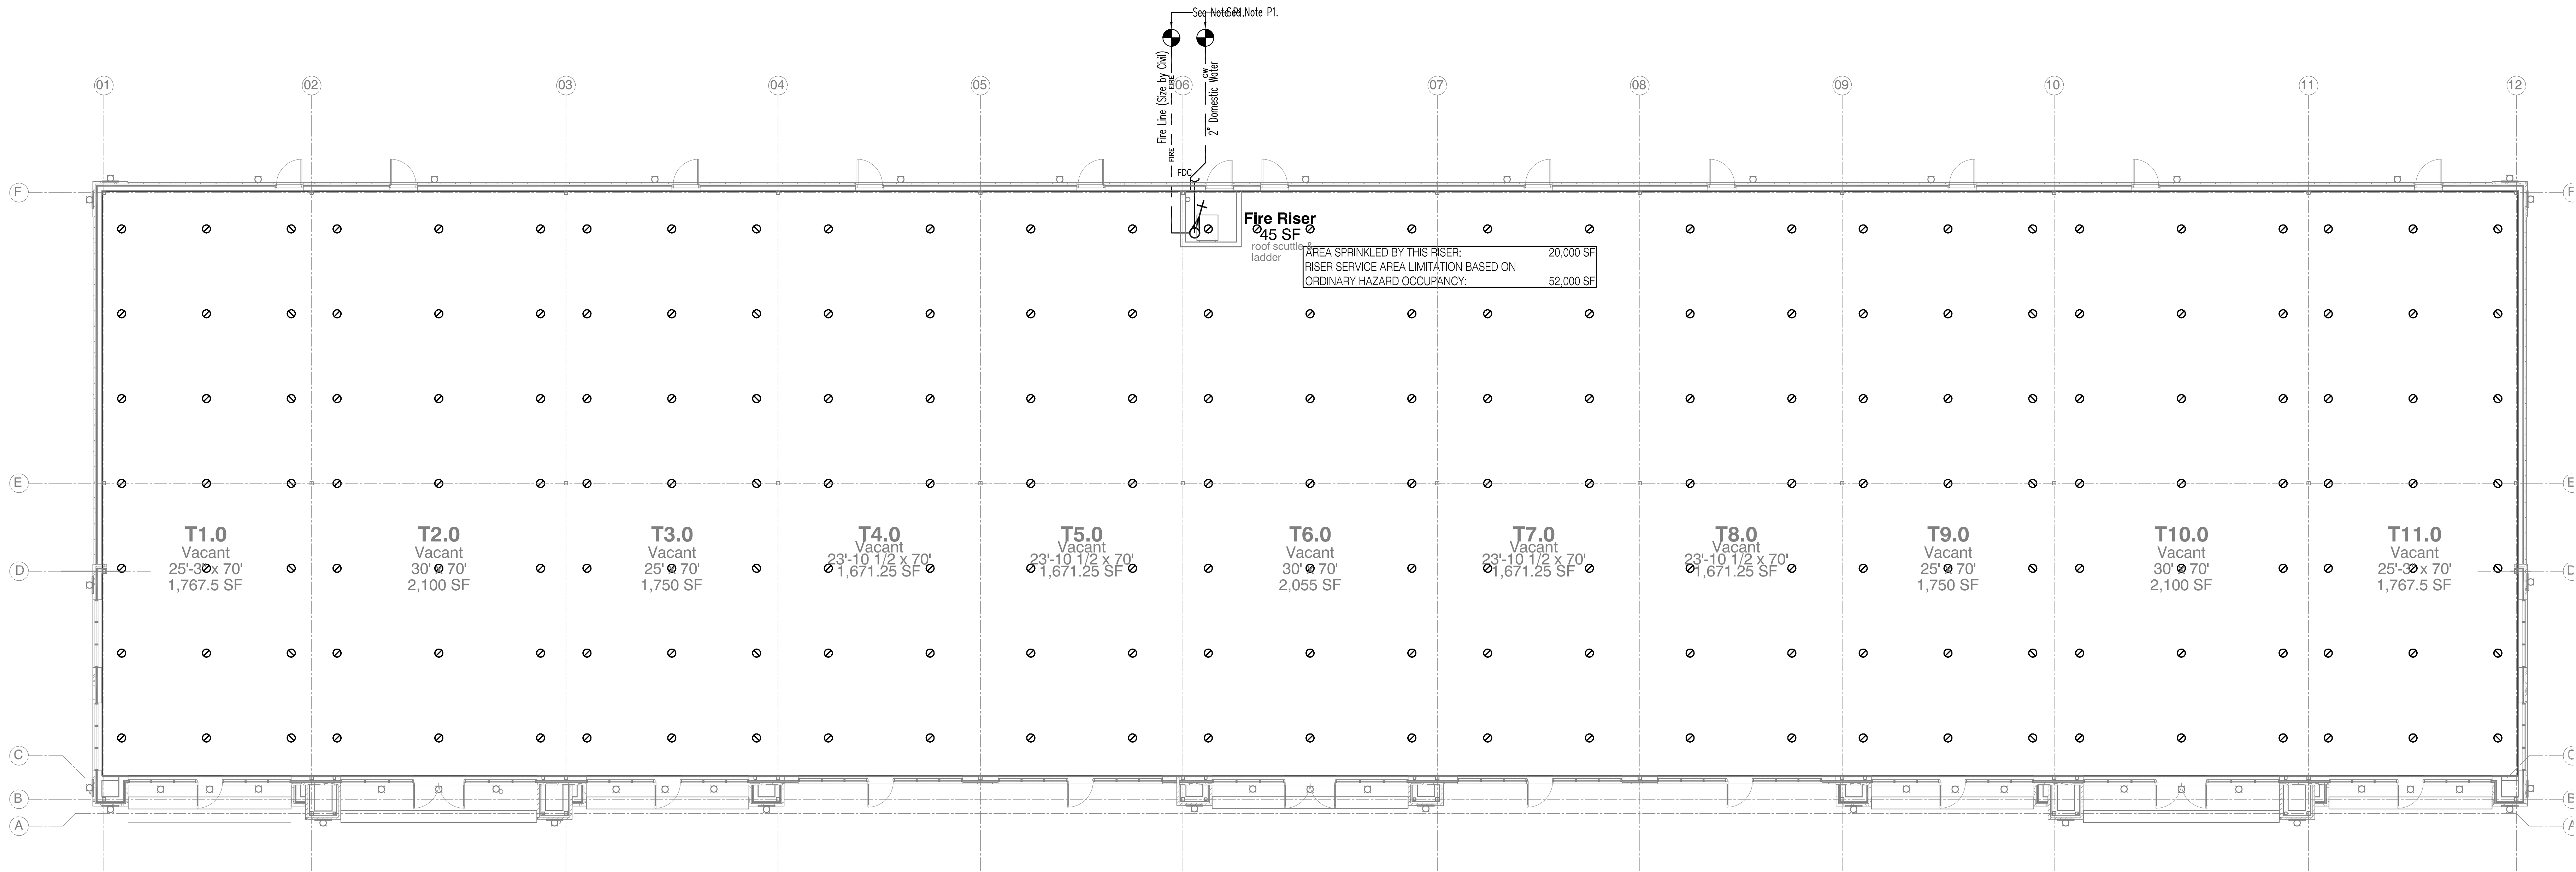 See Note P1.
See Note P1.
Fire Line (Size by Civil)
FIRE
FIRE
CW
2" Domestic Water
01
02
03
04
05
06
07
08
09
10
11
12
FDC
F
F
Fire Riser
45 SF
roof scuttle &
ladder
AREA SPRINKLED BY THIS RISER: 20,000 SF
RISER SERVICE AREA LIMITATION BASED ON
ORDINARY HAZARD OCCUPANCY: 52,000 SF
E
E
T1.0
Vacant
25'-3" x 70'
1,767.5 SF
T2.0
Vacant
30' x 70'
2,100 SF
T3.0
Vacant
25' x 70'
1,750 SF
T4.0
Vacant
23'-10 1/2 x 70'
1,671.25 SF
T5.0
Vacant
23'-10 1/2 x 70'
1,671.25 SF
T6.0
Vacant
30' x 70'
2,055 SF
T7.0
Vacant
23'-10 1/2 x 70'
1,671.25 SF
T8.0
Vacant
23'-10 1/2 x 70'
1,671.25 SF
T9.0
Vacant
25' x 70'
1,750 SF
T10.0
Vacant
30' x 70'
2,100 SF
T11.0
Vacant
25'-3" x 70'
1,767.5 SF
D
D
C
C
B
B
A
A